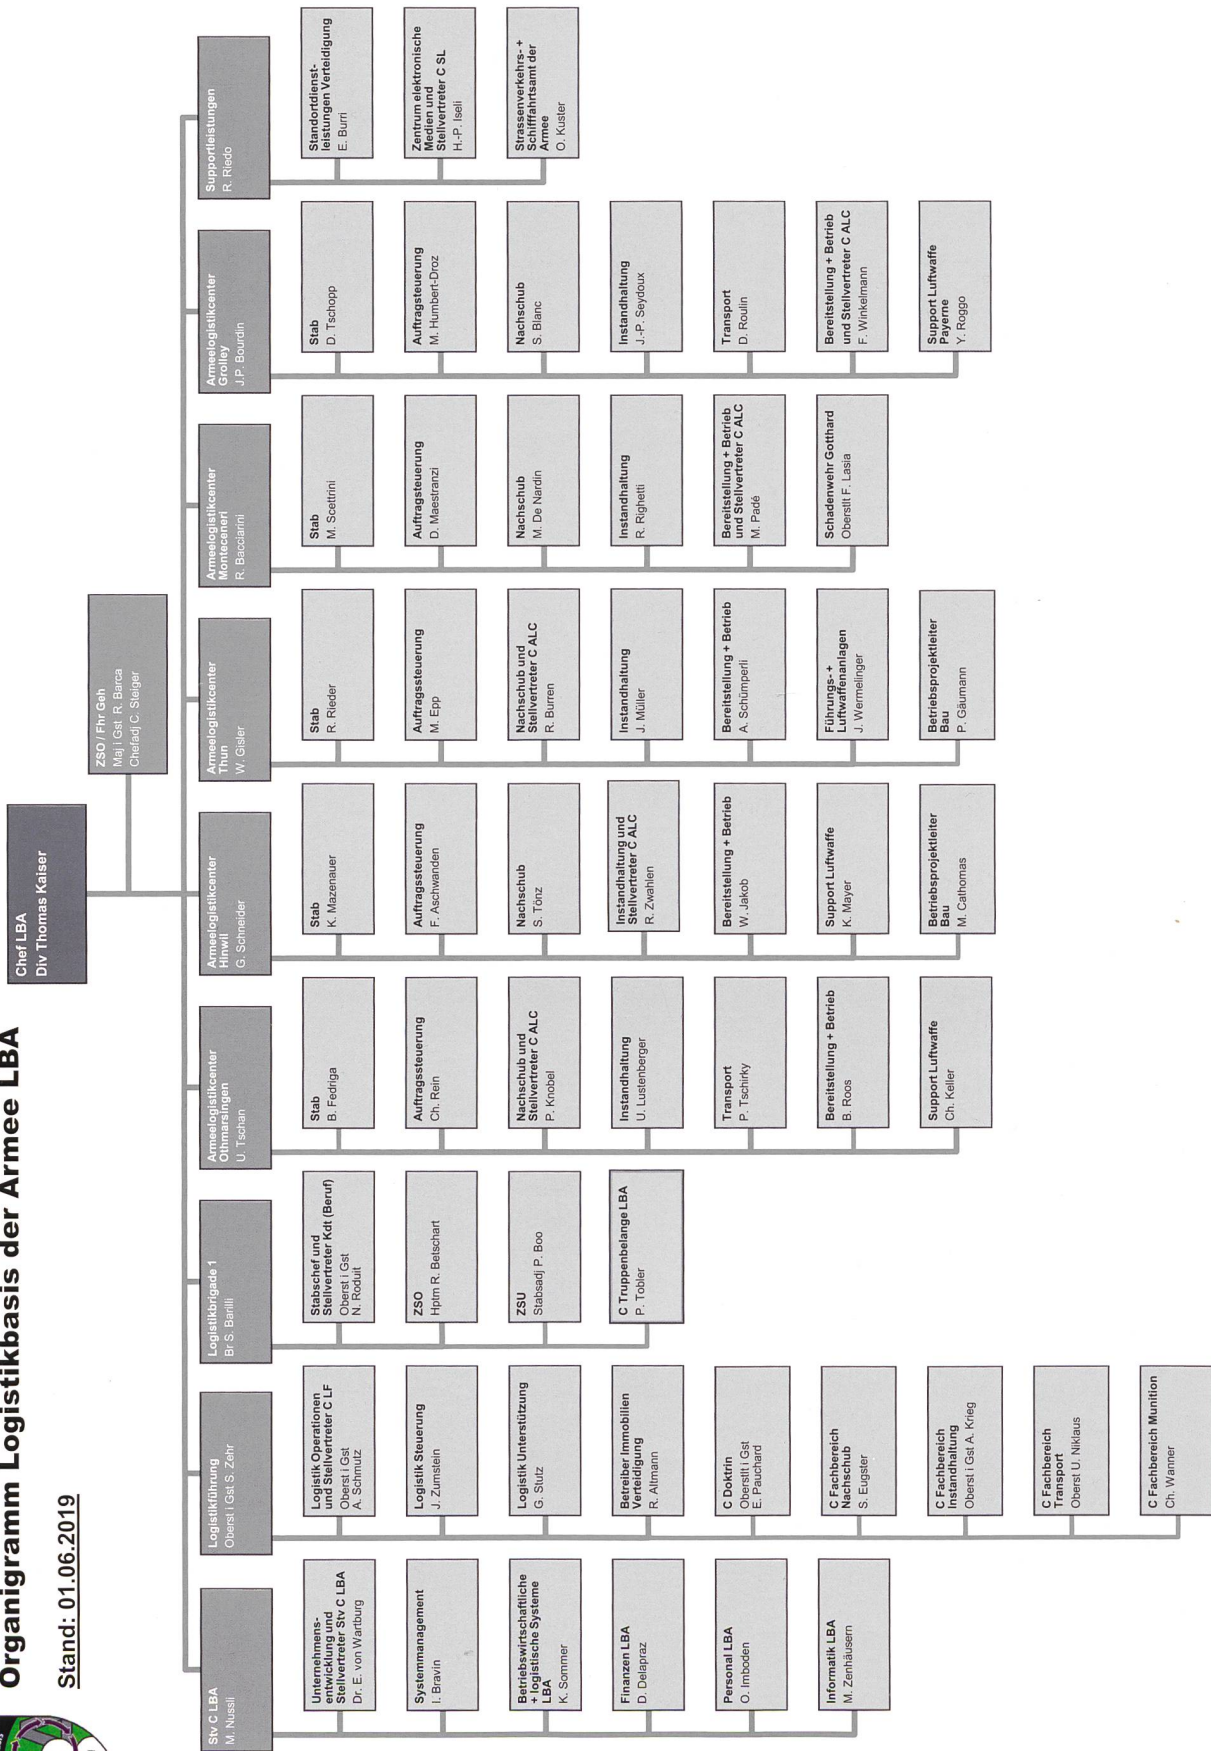 Organigramm Logistikbasis der Armee LBA
Stand: 01.06.2019
Chef LBA
Div Thomas Kaiser
ZSO / Fhr Geh
Maj i Gst R. Barca
Chefadj C. Steiger
Stv C LBA
M. Nussli
Unternehmens-
entwicklung und
Stellvertreter Stv C LBA
Dr. E. von Wartburg
Systemmanagement
I. Bravin
Betriebswirtschaftliche
+ logistische Systeme
LBA
K. Sommer
Finanzen LBA
D. Delapraz
Personal LBA
O. Imboden
Informatik LBA
M. Zenhäusern
Logistikführung
Oberst i Gst S. Zehr
Logistik Operationen
und Stellvertreter C LF
Oberst i Gst
A. Schmutz
Logistik Steuerung
J. Zumstein
Logistik Unterstützung
G. Stutz
Betreiber Immobilien
Verteidigung
R. Altmann
C Doktrin
Oberstlt i Gst
E. Pauchard
C Fachbereich
Nachschub
S. Eugster
C Fachbereich
Instandhaltung
Oberst i Gst A. Krieg
C Fachbereich
Transport
Oberst U. Niklaus
C Fachbereich Munition
Ch. Wanner
Logistikbrigade 1
Br S. Barilli
Stabschef und
Stellvertreter Kdt (Beruf)
Oberst i Gst
N. Roduit
ZSO
Hptm R. Betschart
ZSU
Stabsadj P. Boo
C Truppenbelange LBA
P. Tobler
Armeelogistikcenter
Othmarsingen
U. Tschan
Stab
B. Fedriga
Auftragssteuerung
Ch. Rein
Nachschub und
Stellvertreter C ALC
P. Knobel
Instandhaltung
U. Lustenberger
Transport
P. Tschirky
Bereitstellung + Betrieb
B. Roos
Support Luftwaffe
Ch. Keller
Armeelogistikcenter
Hinwil
G. Schneider
Stab
K. Mazenauer
Auftragssteuerung
F. Aschwanden
Nachschub
S. Tönz
Instandhaltung und
Stellvertreter C ALC
R. Zwahlen
Bereitstellung + Betrieb
W. Jakob
Support Luftwaffe
K. Mayer
Betriebsprojektleiter
Bau
M. Cathomas
Armeelogistikcenter
Thun
W. Gisler
Stab
R. Rieder
Auftragssteuerung
M. Epp
Nachschub und
Stellvertreter C ALC
R. Burren
Instandhaltung
J. Müller
Bereitstellung + Betrieb
A. Schümperli
Führungs- +
Luftwaffenanlagen
J. Wermelinger
Betriebsprojektleiter
Bau
P. Gäumann
Armeelogistikcenter
Monteceneri
R. Bacciarini
Stab
M. Scettrini
Auftragsteuerung
D. Maestranzi
Nachschub
M. De Nardin
Instandhaltung
R. Righetti
Bereitstellung + Betrieb
und Stellvertreter C ALC
M. Padé
Schadenwehr Gotthard
Oberstlt F. Lasia
Armeelogistikcenter
Grolley
J.P. Bourdin
Stab
D. Tschopp
Auftragsteuerung
M. Humbert-Droz
Nachschub
S. Blanc
Instandhaltung
J.-P. Seydoux
Transport
D. Roulin
Bereitstellung + Betrieb
und Stellvertreter C ALC
F. Winkelmann
Support Luftwaffe
Payerne
Y. Roggo
Supportleistungen
R. Riedo
Standortdienst-
leistungen Verteidigung
E. Burri
Zentrum elektronische
Medien und
Stellvertreter C SL
H.-P. Iseli
Strassenverkehrs- +
Schifffahrtsamt der
Armee
O. Kuster